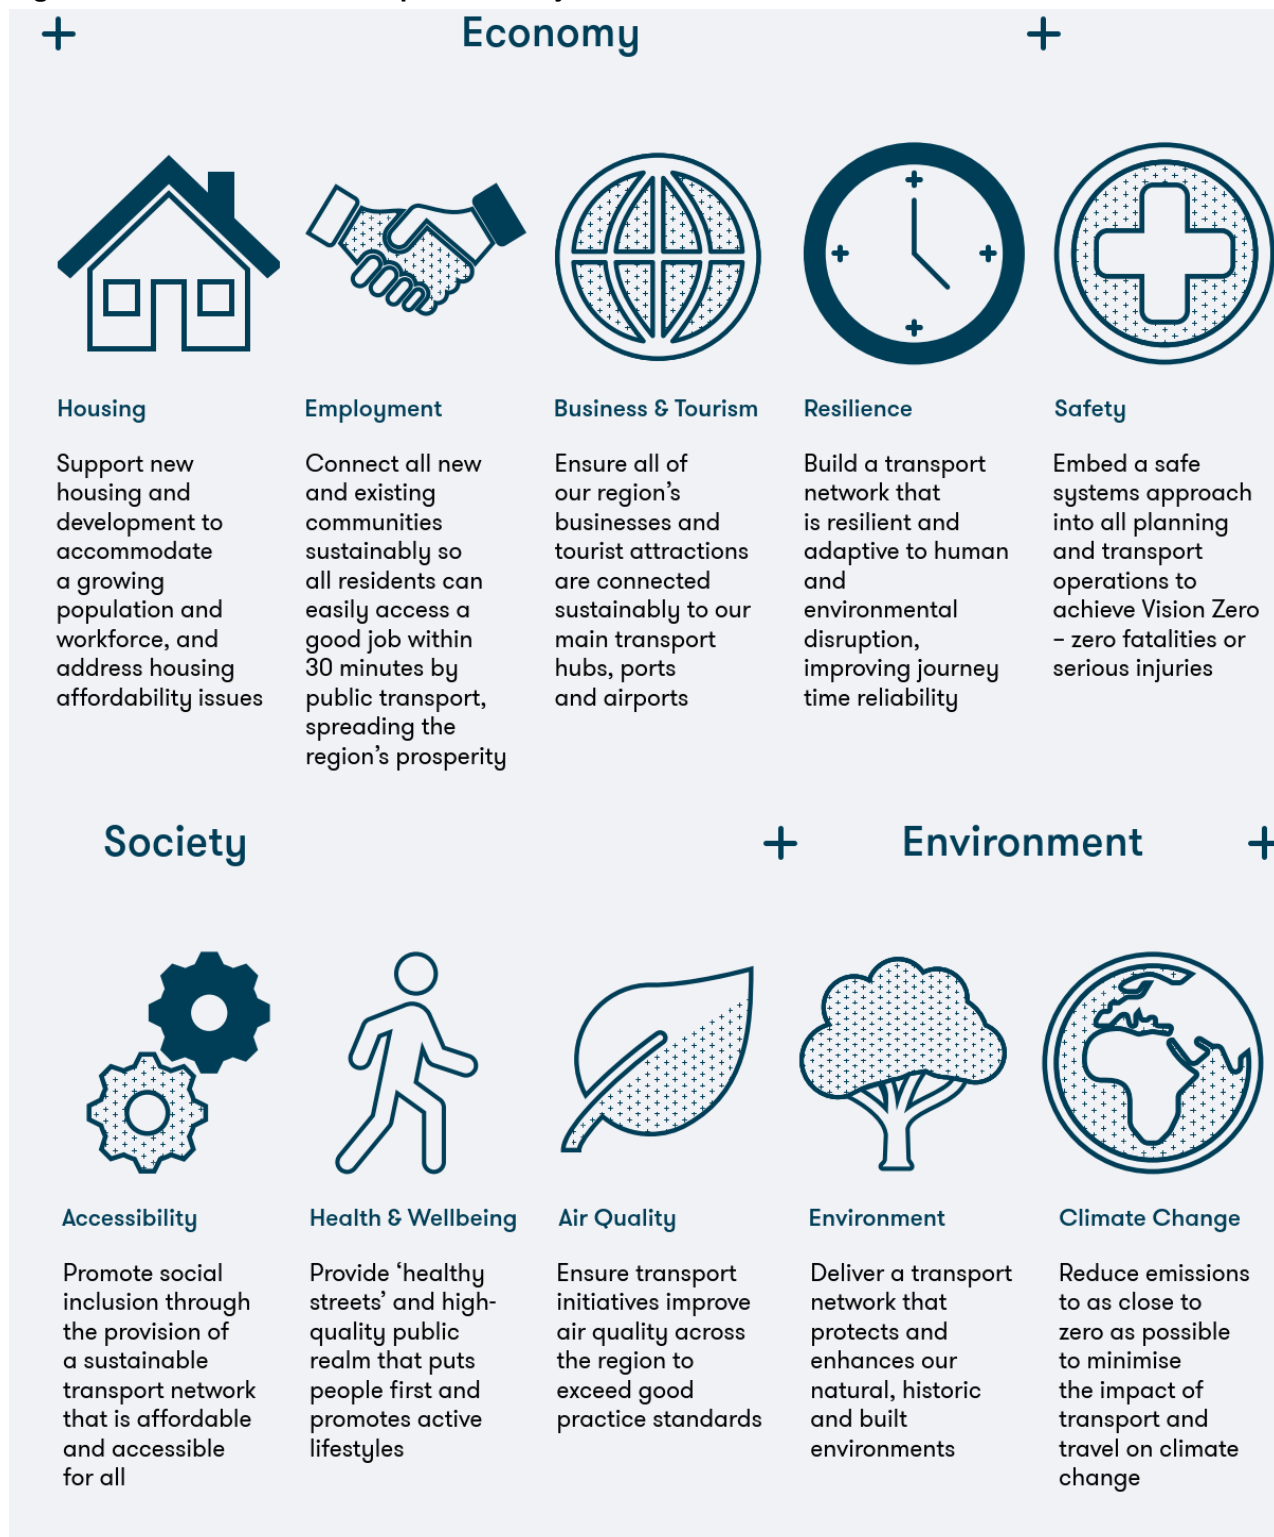 Economy
Housing
Support new
housing and
development to
accommodate
a growing
population and
workforce, and
address housing
affordability issues
Employment
Connect all new
and existing
communities
sustainably so
all residents can
easily access a
good job within
30 minutes by
public transport,
spreading the
region’s prosperity
Business & Tourism
Ensure all of
our region’s
businesses and
tourist attractions
are connected
sustainably to our
main transport
hubs, ports
and airports
Resilience
Build a transport
network that
is resilient and
adaptive to human
and
environmental
disruption,
improving journey
time reliability
Safety
Embed a safe
systems approach
into all planning
and transport
operations to
achieve Vision Zero
– zero fatalities or
serious injuries
Society
Environment
Accessibility
Promote social
inclusion through
the provision of
a sustainable
transport network
that is affordable
and accessible
for all
Health & Wellbeing
Provide ‘healthy
streets’ and high-
quality public
realm that puts
people first and
promotes active
lifestyles
Air Quality
Ensure transport
initiatives improve
air quality across
the region to
exceed good
practice standards
Environment
Deliver a transport
network that
protects and
enhances our
natural, historic
and built
environments
Climate Change
Reduce emissions
to as close to
zero as possible
to minimise
the impact of
transport and
travel on climate
change